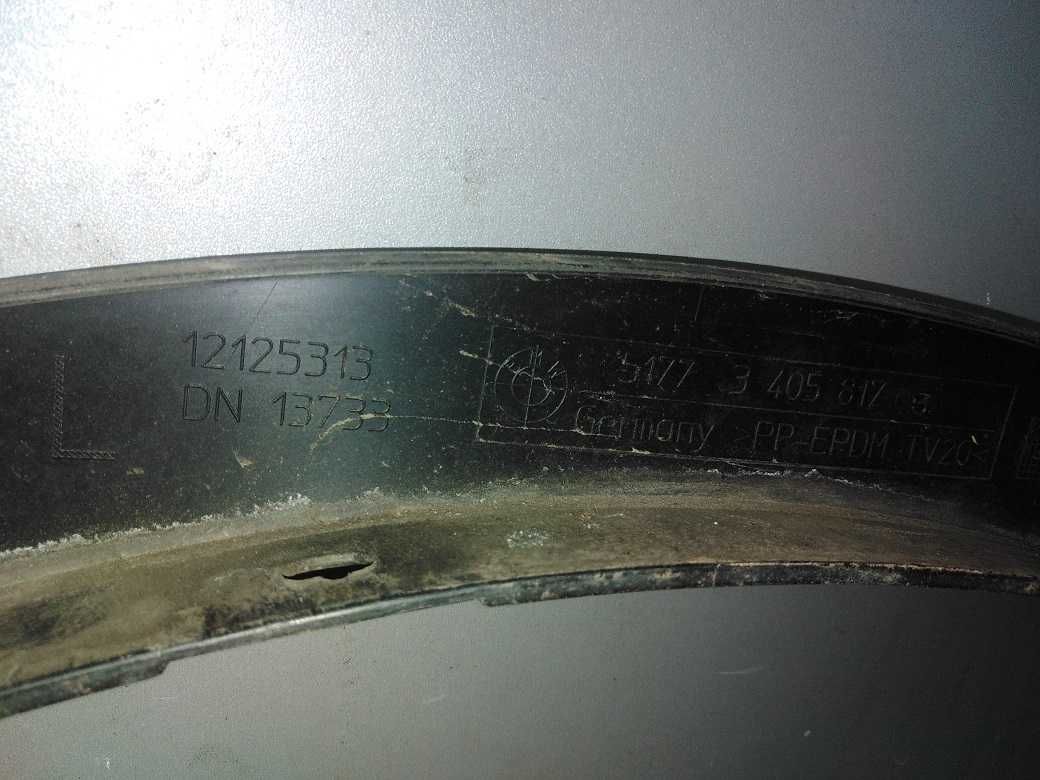 L
12125313
DN 13733
5177 3 405 817
Germany >PP-EPDM TV20<